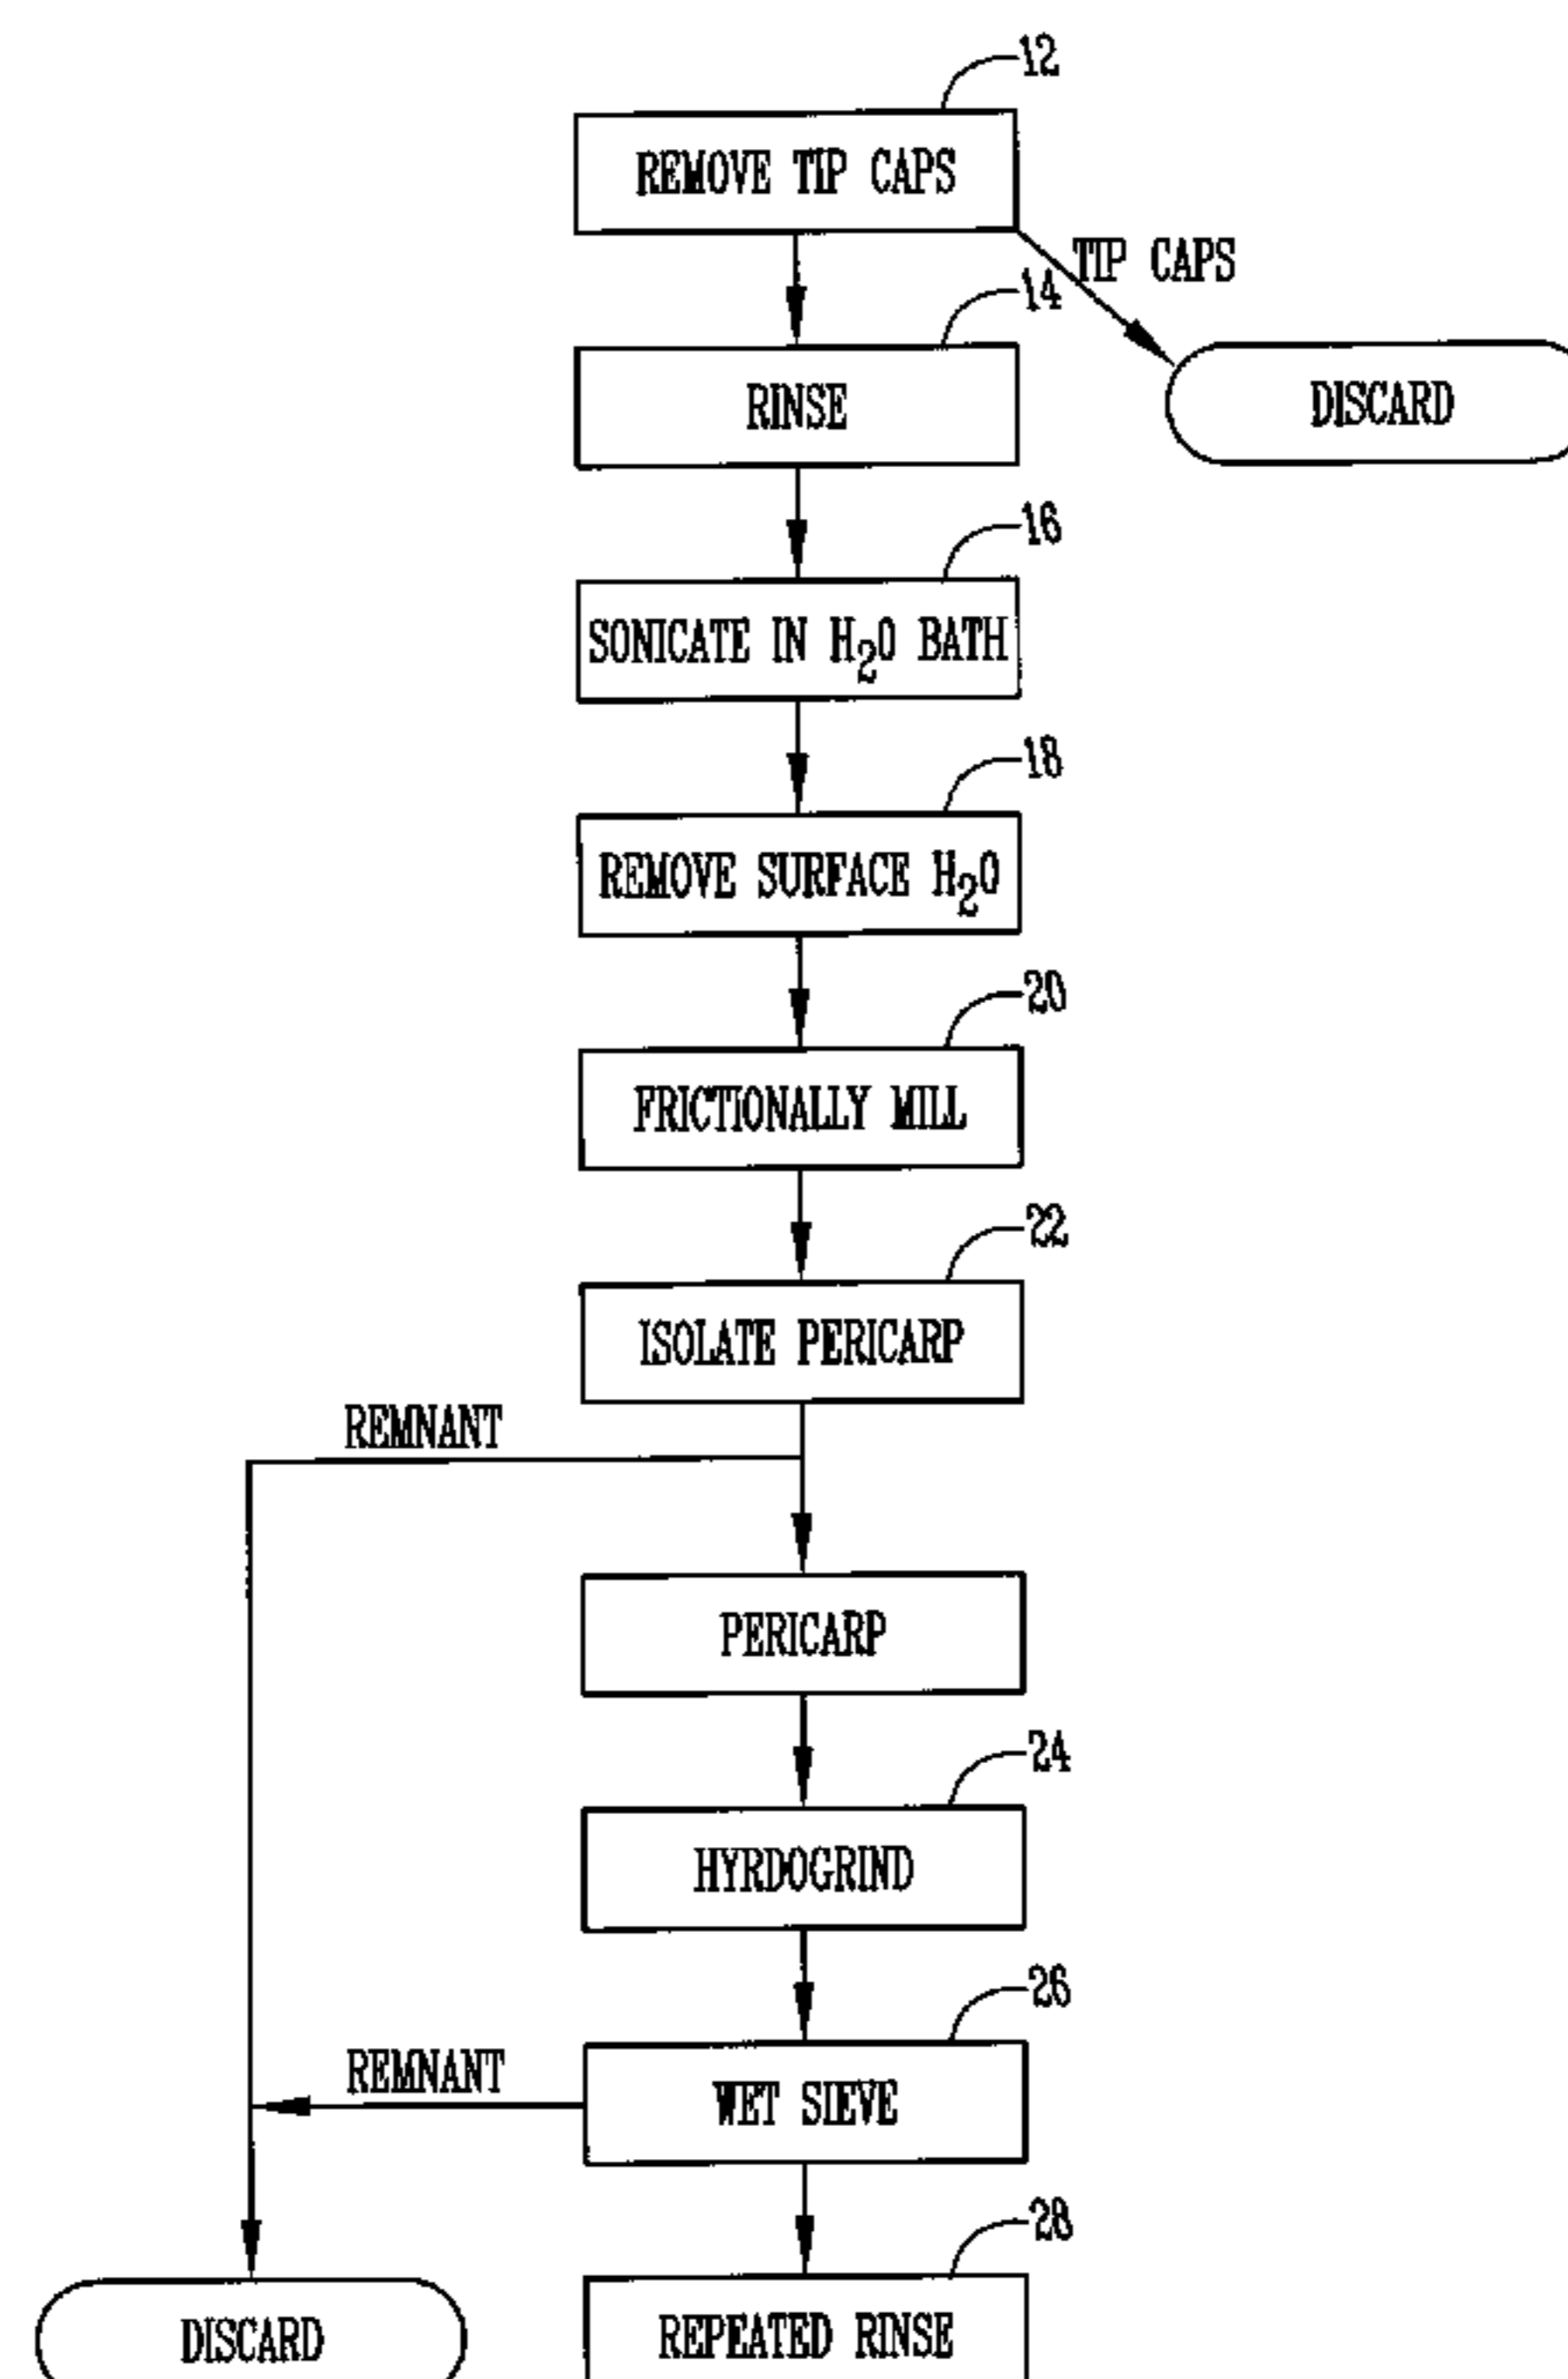 12
REMOVE TIP CAPS
TIP CAPS
14
RINSE
DISCARD
16
SONICATE IN H₂O BATH
18
REMOVE SURFACE H₂O
20
FRICTIONALLY MILL
22
ISOLATE PERICARP
REMNANT
PERICARP
24
HYRDOGRIND
26
REMNANT
WET SIEVE
28
DISCARD
REPEATED RINSE